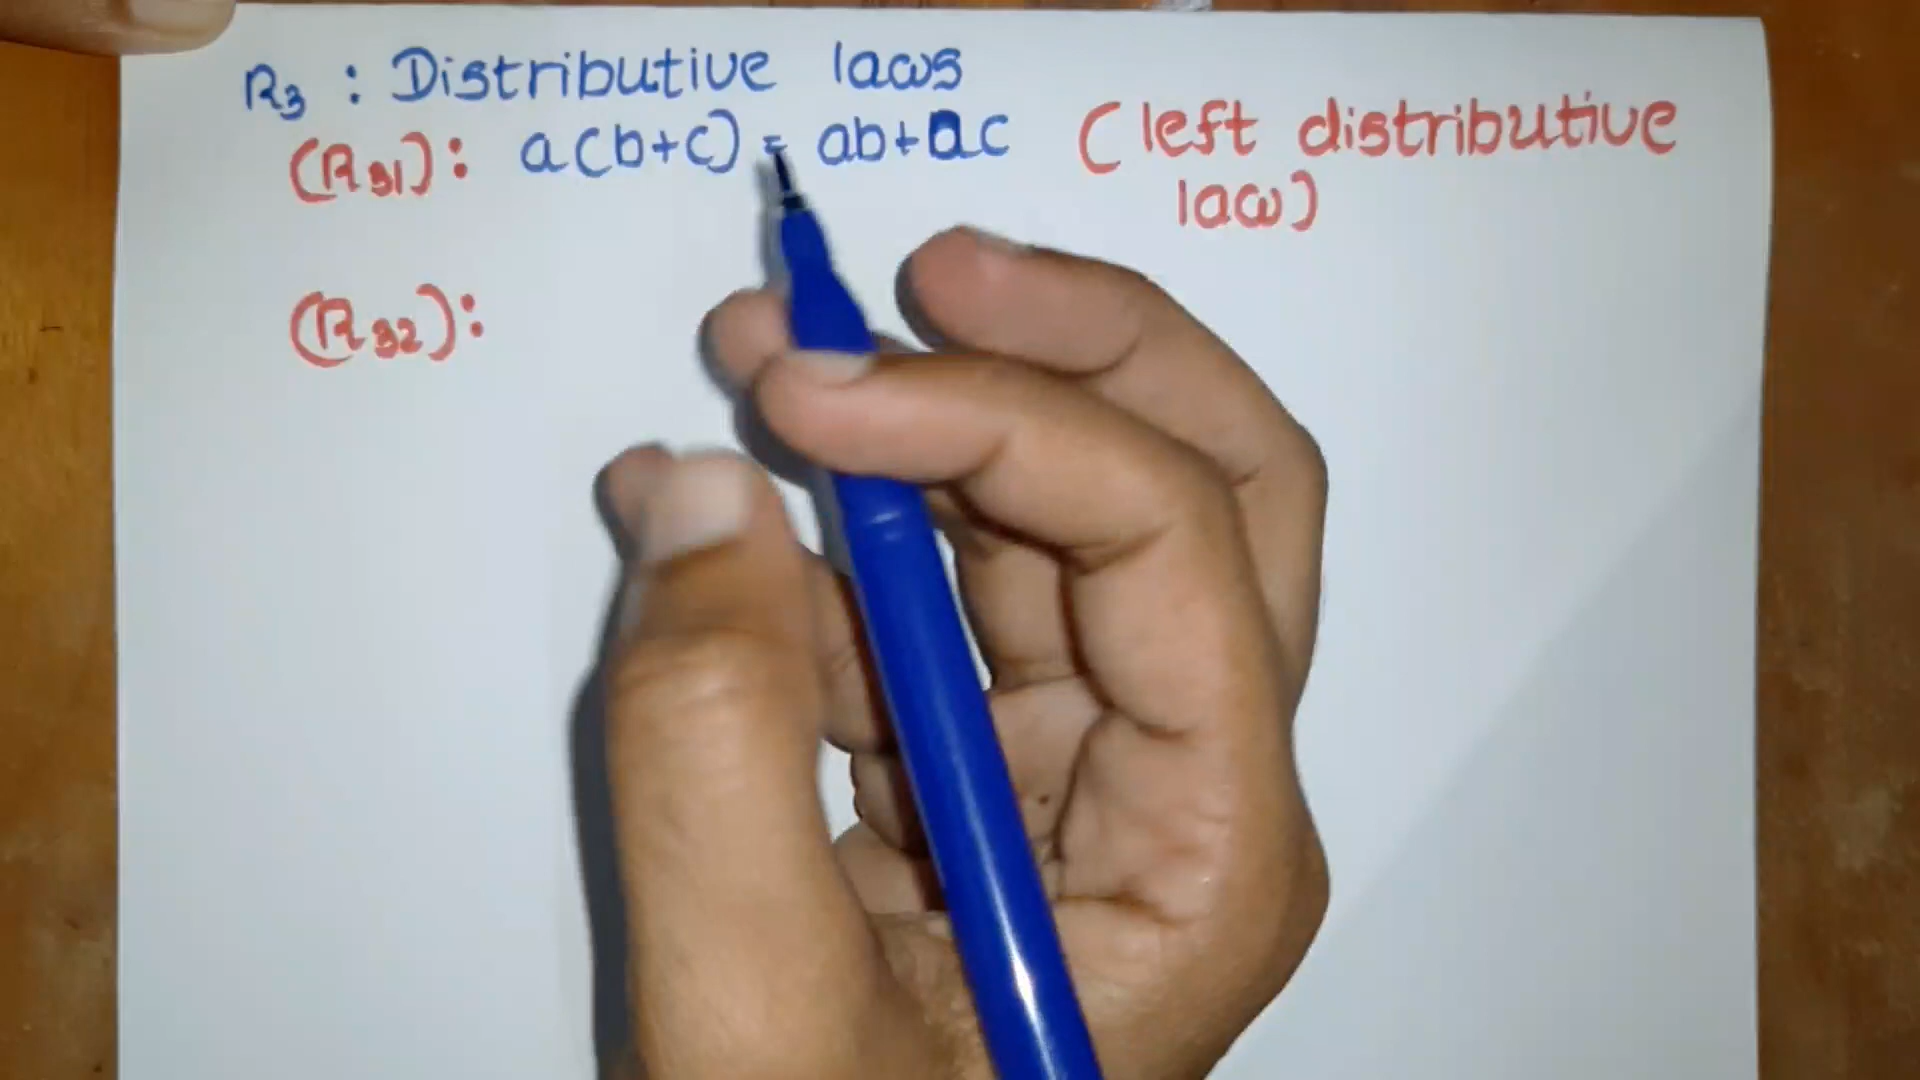 R3 : Distributive laws
(R31): a(b+c) = ab+ac (left distributive
law)
(R32):